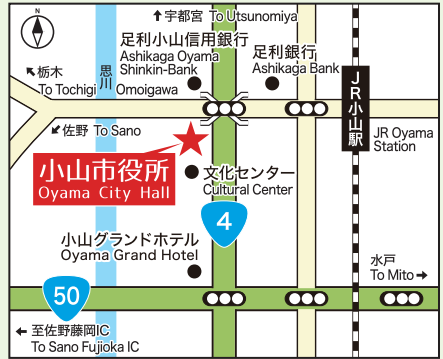 宇都宮 To Utsunomiya
足利小山信用銀行
Ashikaga Oyama
Shinkin-Bank
足利銀行
Ashikaga Bank
栃木
To Tochigi
思川
Omoigawa
佐野 To Sano
JR小山駅
JR Oyama
Station
小山市役所
Oyama City Hall
文化センター
Cultural Center
4
小山グランドホテル
Oyama Grand Hotel
水戸
To Mito
50
至佐野藤岡IC
To Sano Fujioka IC